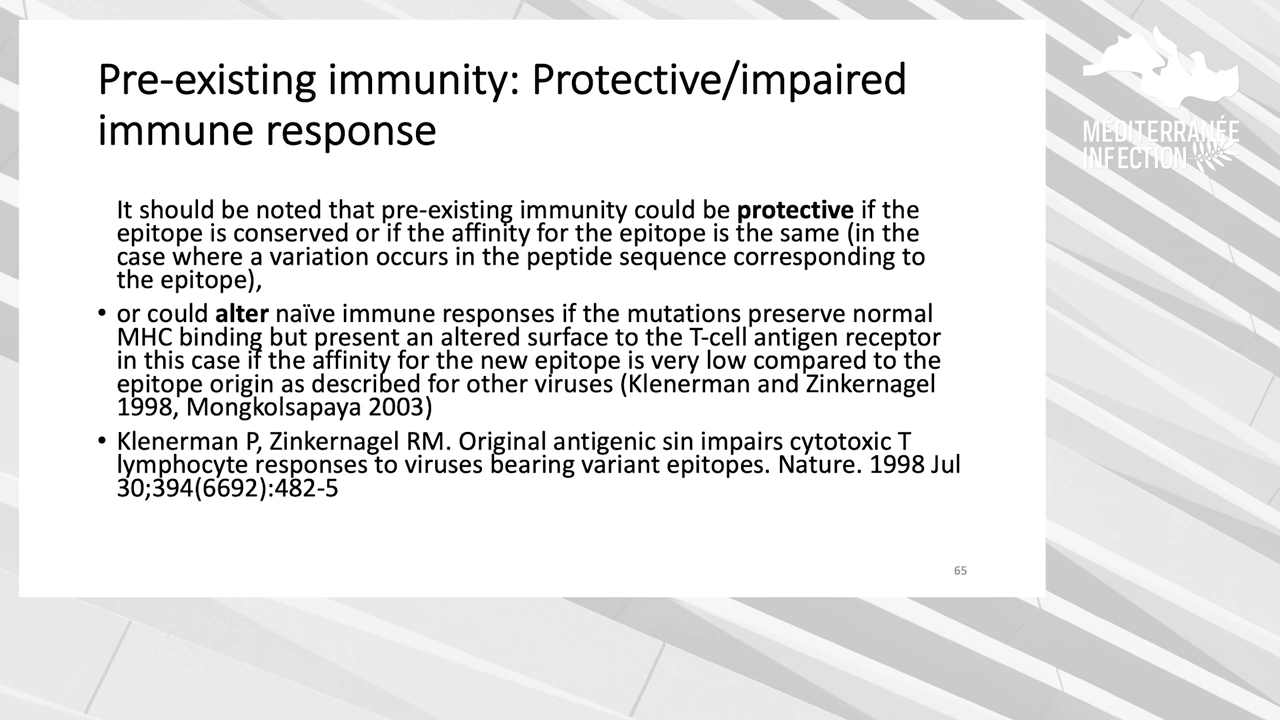 Pre-existing immunity: Protective/impaired
immune response
It should be noted that pre-existing immunity could be protective if the
epitope is conserved or if the affinity for the epitope is the same (in the
case where a variation occurs in the peptide sequence corresponding to
the epitope),
• or could alter naïve immune responses if the mutations preserve normal
MHC binding but present an altered surface to the T-cell antigen receptor
in this case if the affinity for the new epitope is very low compared to the
epitope origin as described for other viruses (Klenerman and Zinkernagel
1998, Mongkolsapaya 2003)
• Klenerman P, Zinkernagel RM. Original antigenic sin impairs cytotoxic T
lymphocyte responses to viruses bearing variant epitopes. Nature. 1998 Jul
30;394(6692):482-5
65
MÉDITERRANÉE
INFECTION